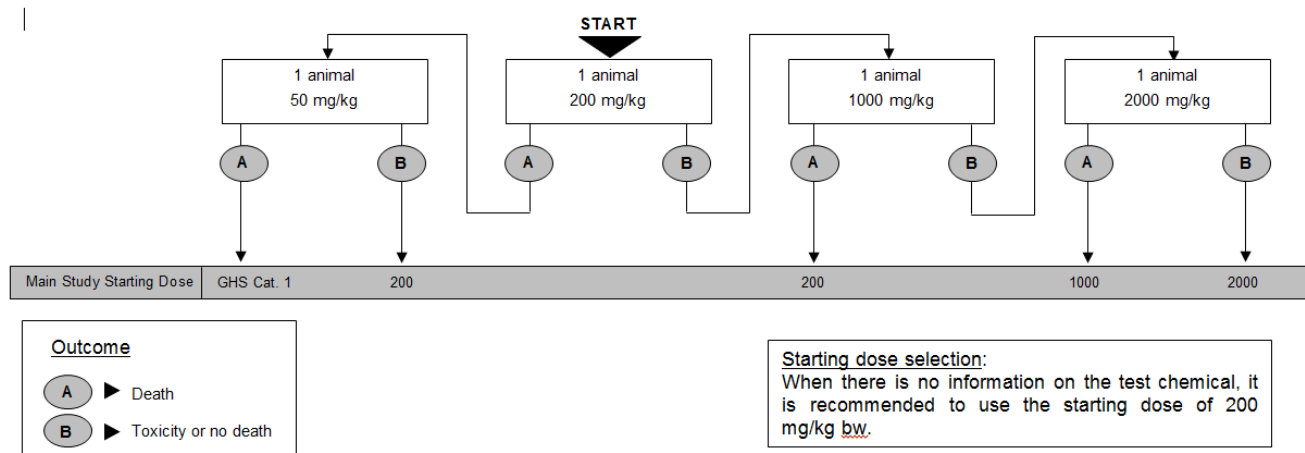 START
1 animal
50 mg/kg
1 animal
200 mg/kg
1 animal
1000 mg/kg
1 animal
2000 mg/kg
A B A B A B A B
Main Study Starting Dose GHS Cat. 1 200 200 1000 2000
Outcome
A Death
B Toxicity or no death
Starting dose selection:
When there is no information on the test chemical, it
is recommended to use the starting dose of 200
mg/kg bw.